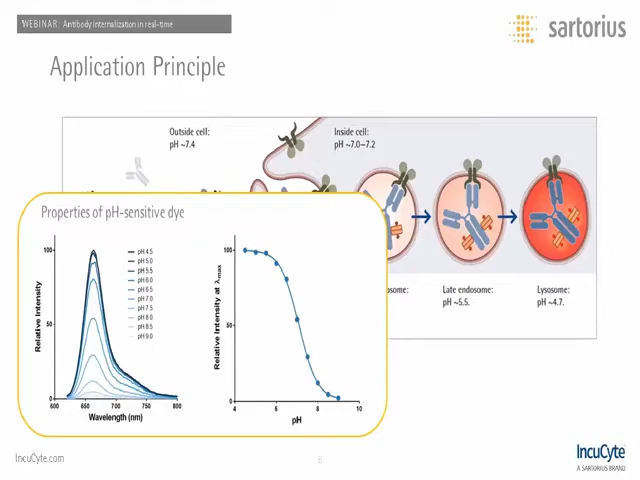 WEBINAR: Antibody internalization in real-time
sartorius
Application Principle
Outside cell:
pH ~7.4
Inside cell:
pH ~7.0–7.2
Properties of pH-sensitive dye
Relative Intensity
100
50
0
600
650
700
750
800
Wavelength (nm)
pH 4.5
pH 5.0
pH 5.5
pH 6.0
pH 6.5
pH 7.0
pH 7.5
pH 8.0
pH 8.5
pH 9.0
Relative Intensity at λmax
100
50
0
4
6
8
10
pH
osome:
Late endosome:
pH ~5.5.
Lysosome:
pH ~4.7.
IncuCyte.com
6
IncuCyte
A SARTORIUS BRAND